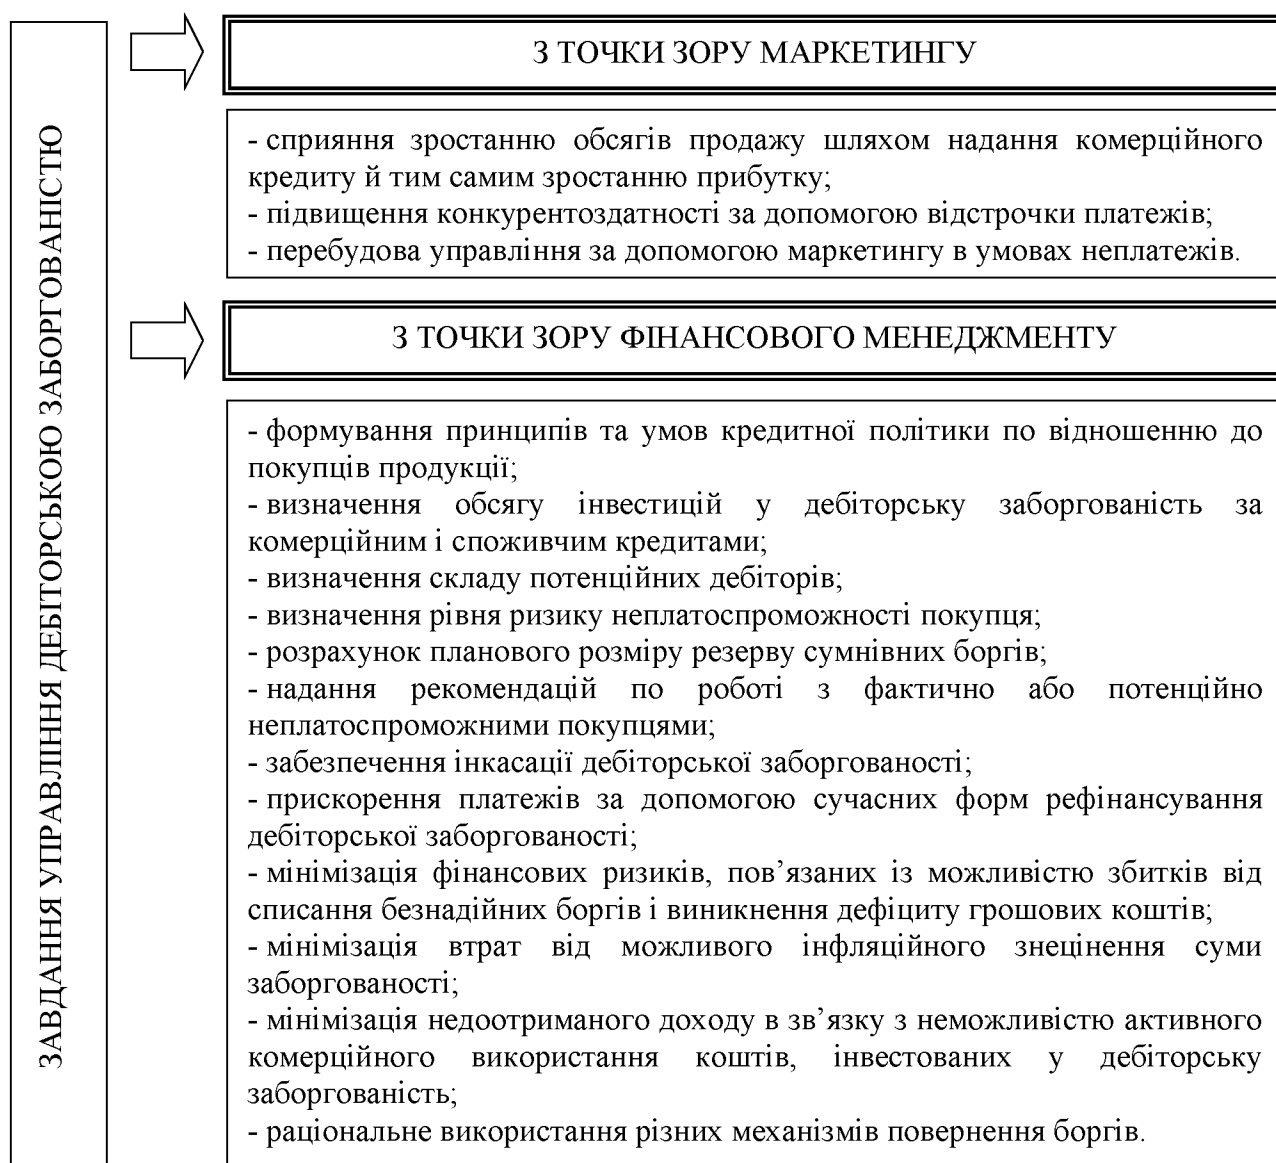 ЗАВДАННЯ УПРАВЛІННЯ ДЕБІТОРСЬКОЮ ЗАБОРГОВАНІСТЮ
З ТОЧКИ ЗОРУ МАРКЕТИНГУ
- сприяння зростанню обсягів продажу шляхом надання комерційного
кредиту й тим самим зростанню прибутку;
- підвищення конкурентоздатності за допомогою відстрочки платежів;
- перебудова управління за допомогою маркетингу в умовах неплатежів.
З ТОЧКИ ЗОРУ ФІНАНСОВОГО МЕНЕДЖМЕНТУ
- формування принципів та умов кредитної політики по відношенню до
покупців продукції;
- визначення обсягу інвестицій у дебіторську заборгованість за
комерційним і споживчим кредитами;
- визначення складу потенційних дебіторів;
- визначення рівня ризику неплатоспроможності покупця;
- розрахунок планового розміру резерву сумнівних боргів;
- надання рекомендацій по роботі з фактично або потенційно
неплатоспроможними покупцями;
- забезпечення інкасації дебіторської заборгованості;
- прискорення платежів за допомогою сучасних форм рефінансування
дебіторської заборгованості;
- мінімізація фінансових ризиків, пов’язаних із можливістю збитків від
списання безнадійних боргів і виникнення дефіциту грошових коштів;
- мінімізація втрат від можливого інфляційного знецінення суми
заборгованості;
- мінімізація недоотриманого доходу в зв’язку з неможливістю активного
комерційного використання коштів, інвестованих у дебіторську
заборгованість;
- раціональне використання різних механізмів повернення боргів.